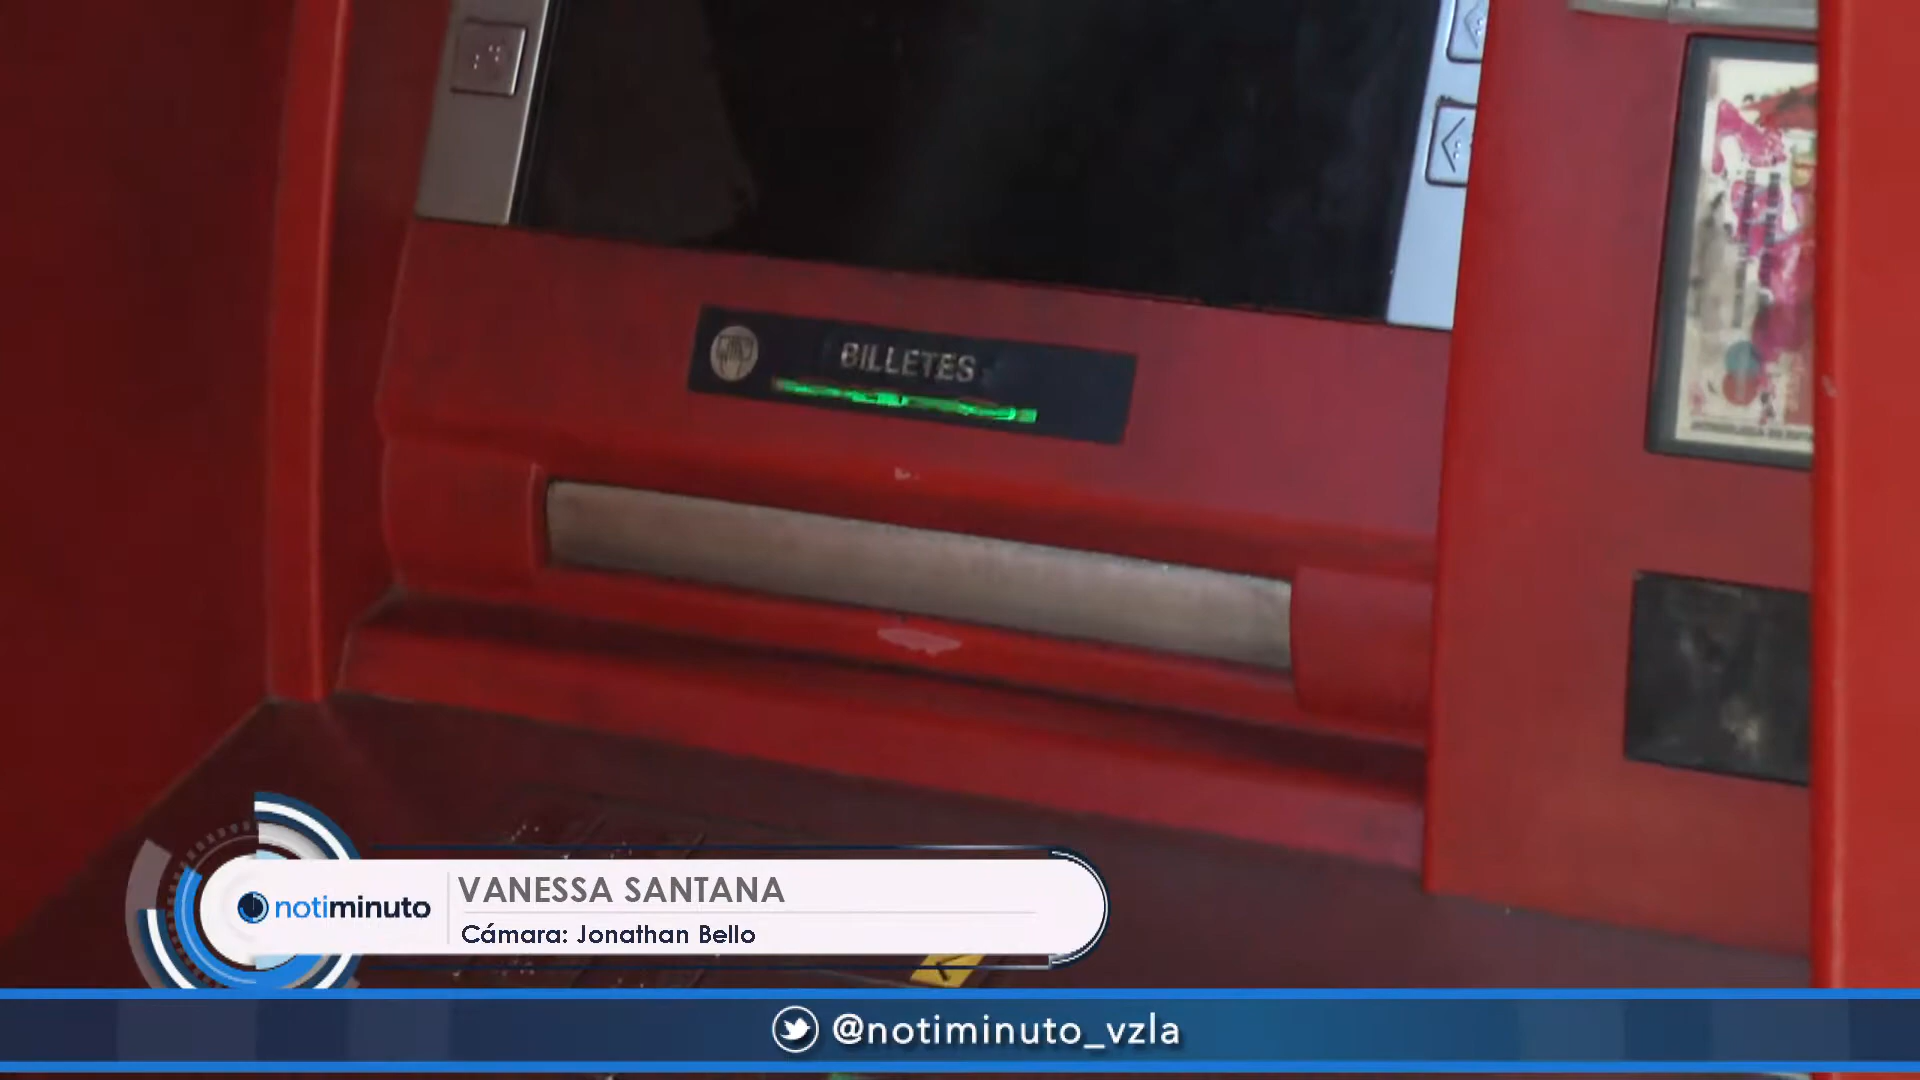 BILLETES
notiminuto
VANESSA SANTANA
Cámara: Jonathan Bello
@notiminuto_vzla